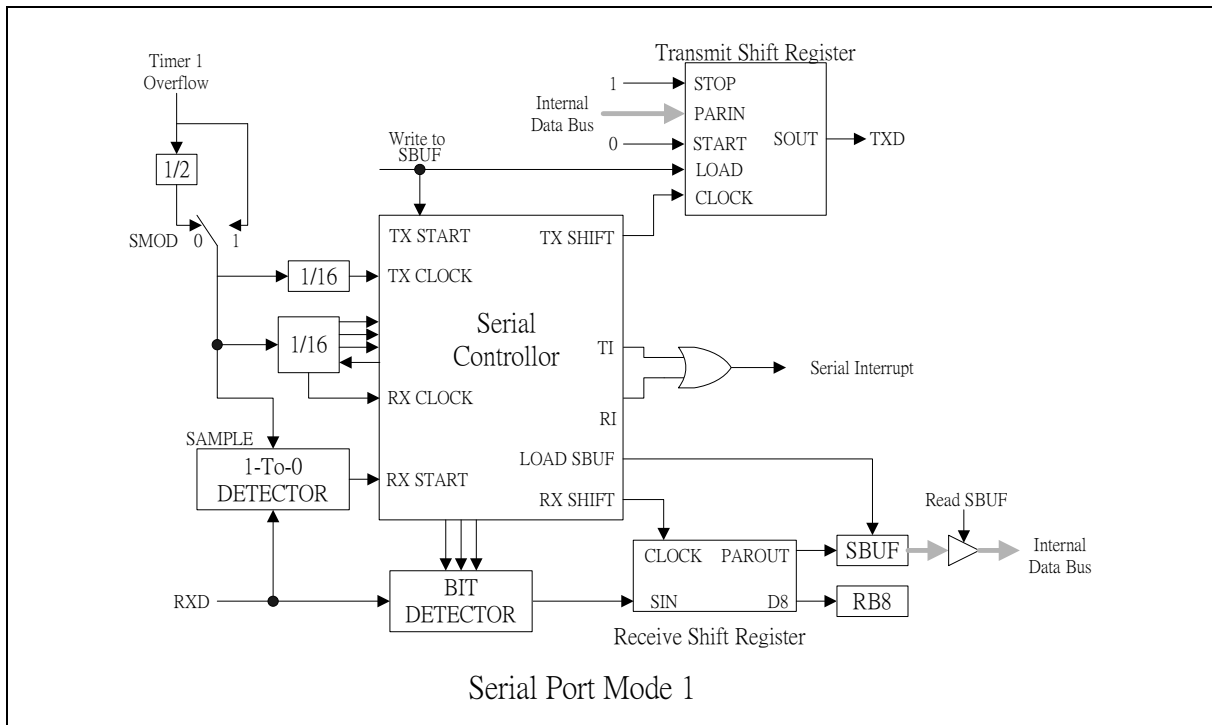 Timer 1
Overflow
1/2
SMOD 0 1
1/16
1/16
SAMPLE
1-To-0
DETECTOR
RXD
Write to
SBUF
TX START
TX CLOCK
RX CLOCK
RX START
Serial
Controllor
TX SHIFT
TI
RI
LOAD SBUF
RX SHIFT
BIT
DETECTOR
Transmit Shift Register
1
Internal
Data Bus
0
STOP
PARIN
START
LOAD
CLOCK
SOUT
TXD
Serial Interrupt
CLOCK PAROUT
SIN D8
Receive Shift Register
SBUF
RB8
Read SBUF
Internal
Data Bus
Serial Port Mode 1